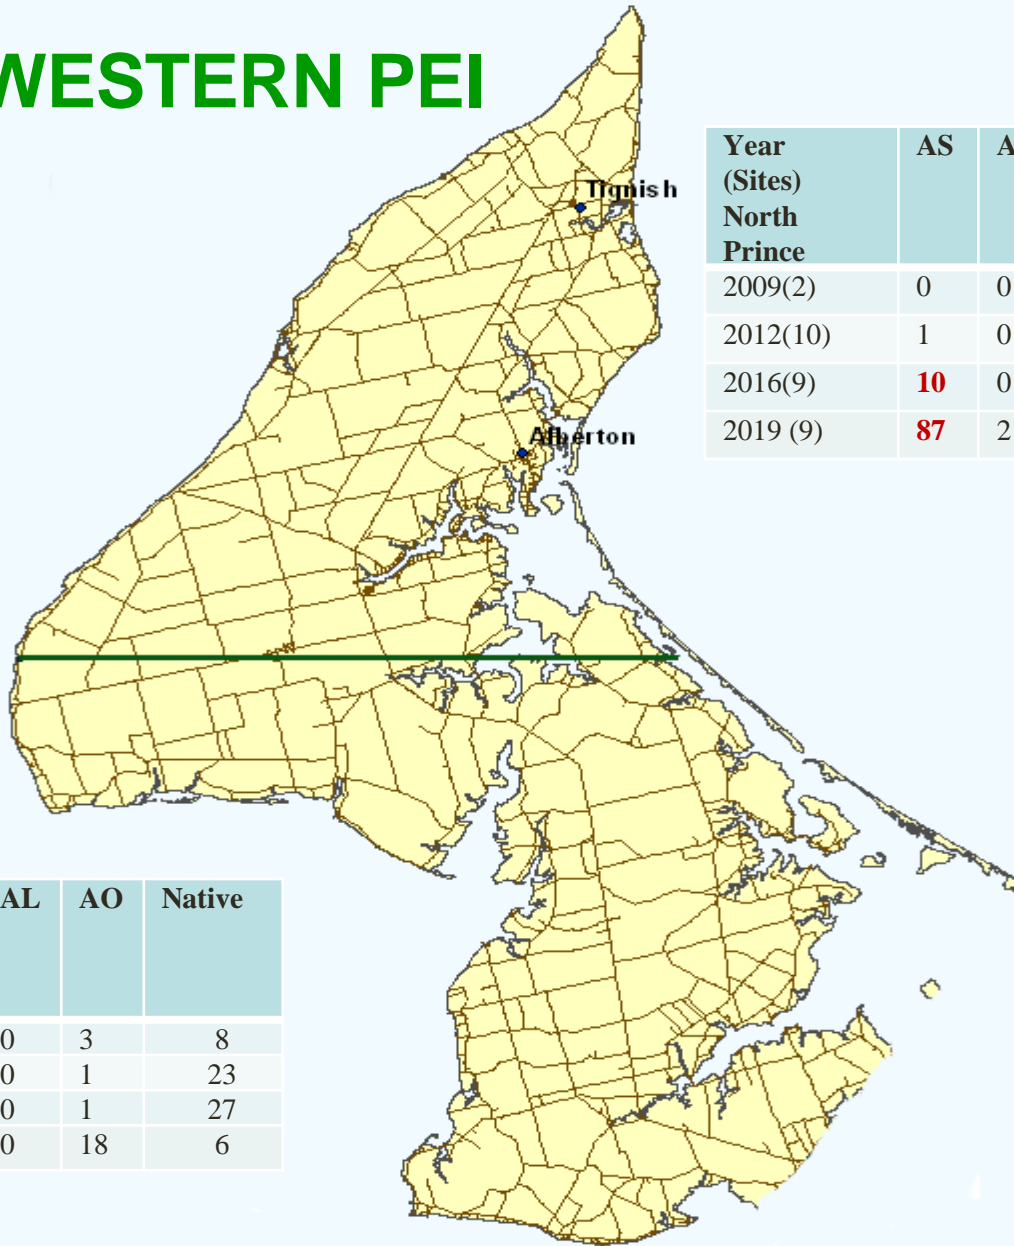 WESTERN PEI
Tignish
Alberton
Year AS A
(Sites)
North
Prince
2009(2) 0 0
2012(10) 1 0
2016(9) 10 0
2019 (9) 87 2
AL AO Native
0 3 8
0 1 23
0 1 27
0 18 6